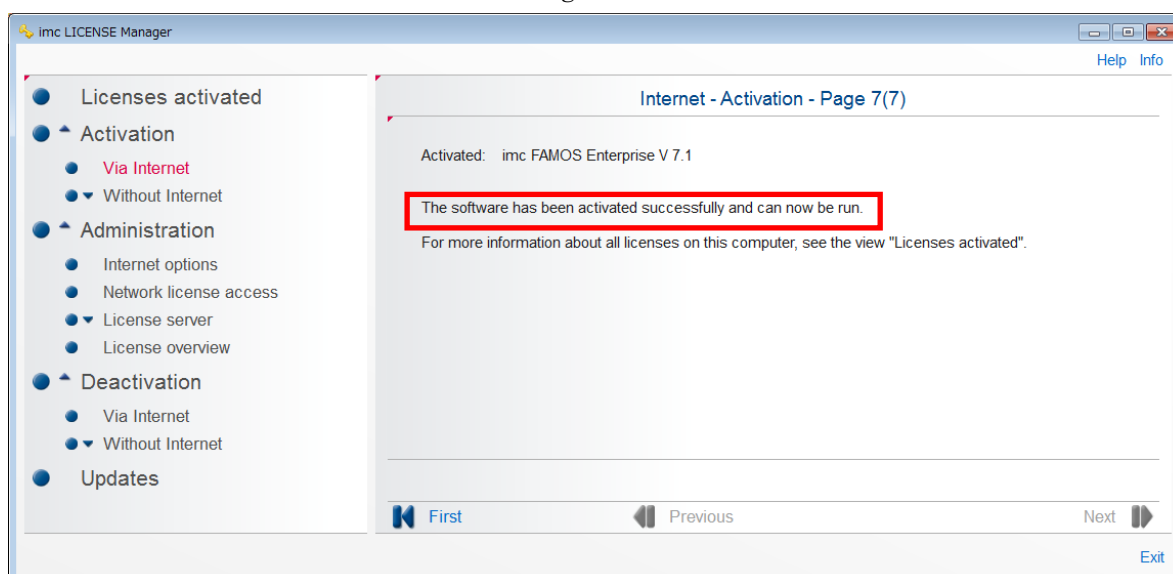 imc LICENSE Manager
Help Info
Licenses activated
Activation
Via Internet
Without Internet
Administration
Internet options
Network license access
License server
License overview
Deactivation
Via Internet
Without Internet
Updates
Internet - Activation - Page 7(7)
Activated: imc FAMOS Enterprise V 7.1
The software has been activated successfully and can now be run.
For more information about all licenses on this computer, see the view "Licenses activated".
First Previous Next
Exit